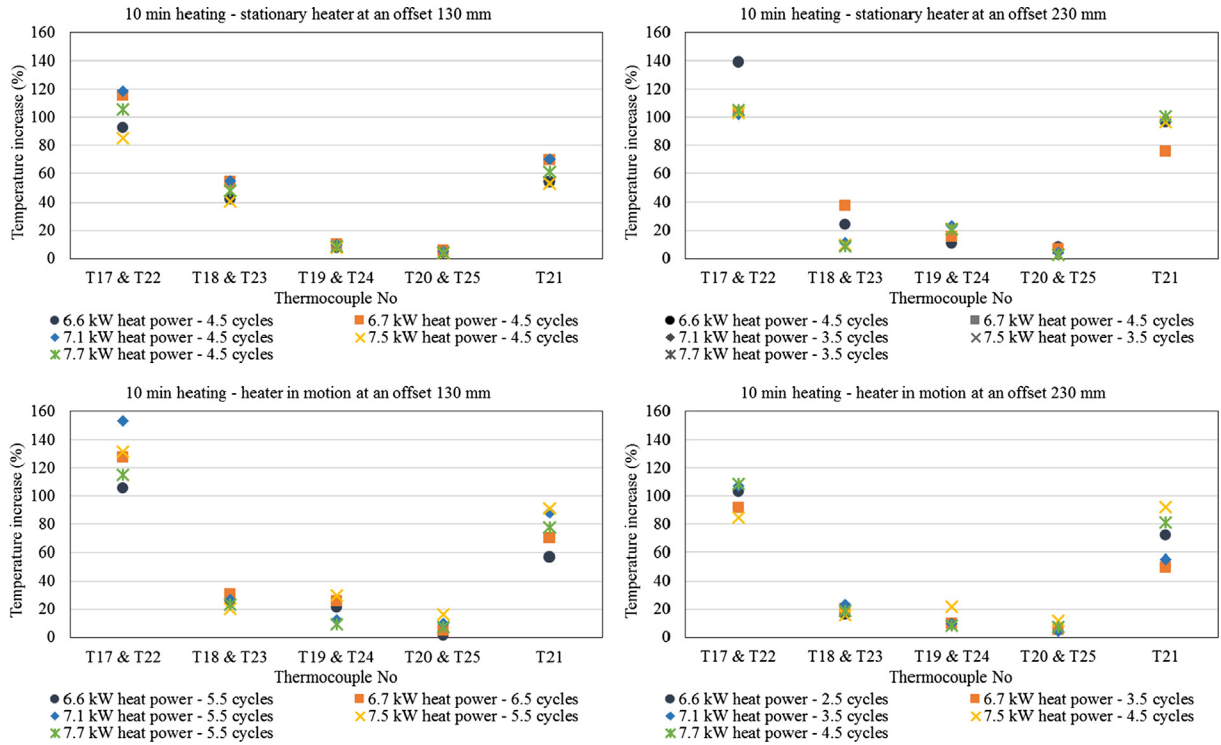 10 min heating - stationary heater at an offset 130 mm
Temperature increase (%)
160
140
120
100
80
60
40
20
0
T17 & T22 T18 & T23 T19 & T24 T20 & T25 T21
Thermocouple No
6.6 kW heat power - 4.5 cycles 6.7 kW heat power - 4.5 cycles
7.1 kW heat power - 4.5 cycles 7.5 kW heat power - 4.5 cycles
7.7 kW heat power - 4.5 cycles
10 min heating - stationary heater at an offset 230 mm
Temperature increase (%)
160
140
120
100
80
60
40
20
0
T17 & T22 T18 & T23 T19 & T24 T20 & T25 T21
Thermocouple No
6.6 kW heat power - 4.5 cycles 6.7 kW heat power - 4.5 cycles
7.1 kW heat power - 3.5 cycles 7.5 kW heat power - 3.5 cycles
7.7 kW heat power - 3.5 cycles
10 min heating - heater in motion at an offset 130 mm
Temperature increase (%)
160
140
120
100
80
60
40
20
0
T17 & T22 T18 & T23 T19 & T24 T20 & T25 T21
Thermocouple No
6.6 kW heat power - 5.5 cycles 6.7 kW heat power - 6.5 cycles
7.1 kW heat power - 5.5 cycles 7.5 kW heat power - 5.5 cycles
7.7 kW heat power - 5.5 cycles
10 min heating - heater in motion at an offset 230 mm
Temperature increase (%)
160
140
120
100
80
60
40
20
0
T17 & T22 T18 & T23 T19 & T24 T20 & T25 T21
Thermocouple No
6.6 kW heat power - 2.5 cycles 6.7 kW heat power - 3.5 cycles
7.1 kW heat power - 3.5 cycles 7.5 kW heat power - 4.5 cycles
7.7 kW heat power - 4.5 cycles